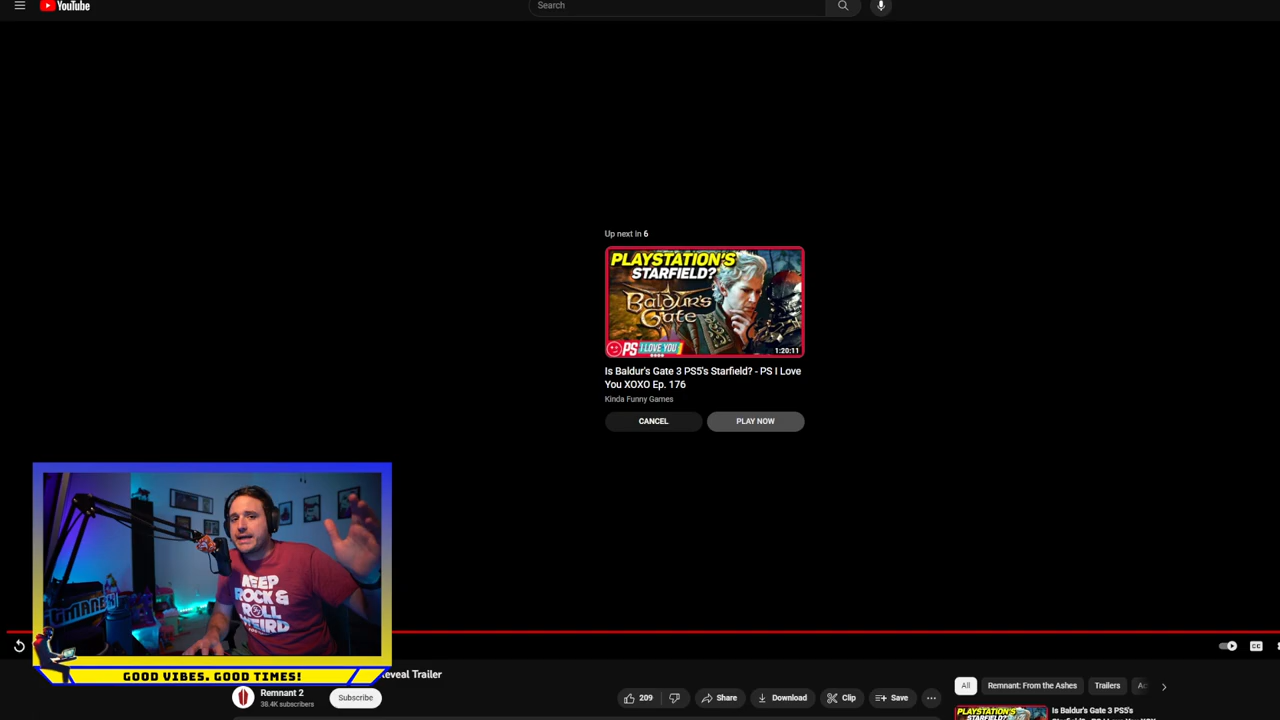 YouTube
Search
Up next in 6
PLAYSTATION'S
STARFIELD?
BALDUR'S
GATE
PS I LOVE YOU
1:20:11
Is Baldur's Gate 3 PS5's Starfield? - PS I Love
You XOXO Ep. 176
Kinda Funny Games
CANCEL
PLAY NOW
KEEP
ROCK &
ROLL
WEIRD
GOOD VIBES. GOOD TIMES!
eveal Trailer
Remnant 2
38.4K subscribers
Subscribe
209
Share
Download
Clip
Save
CC
All
Remnant: From the Ashes
Trailers
PLAYSTATION'S
Is Baldur's Gate 3 PS5's